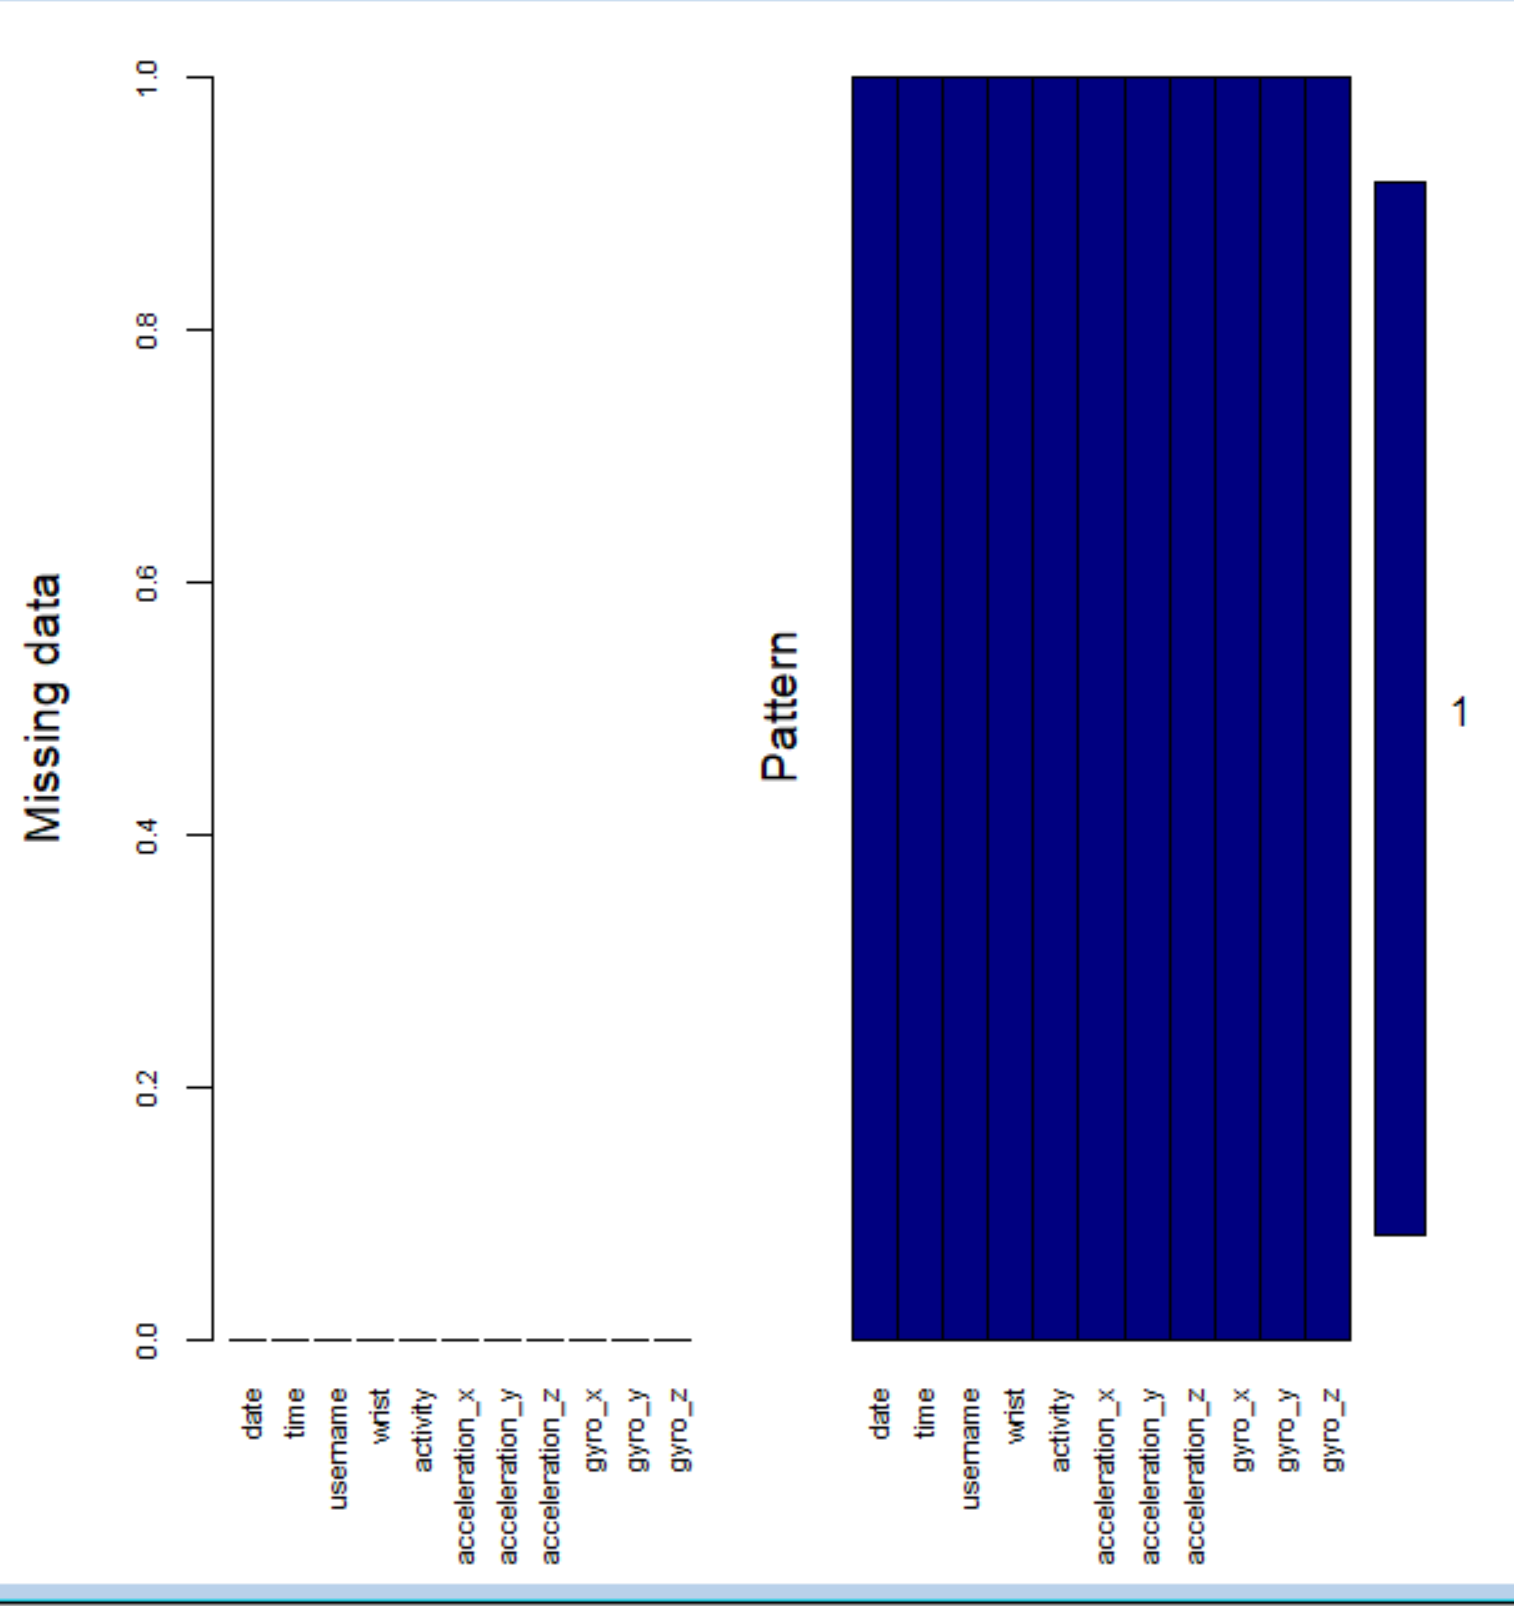 Missing data
1.0
0.8
0.6
0.4
0.2
0.0
date
time
username
wrist
activity
acceleration_x
acceleration_y
acceleration_z
gyro_x
gyro_y
gyro_z
Pattern
date
time
username
wrist
activity
acceleration_x
acceleration_y
acceleration_z
gyro_x
gyro_y
gyro_z
1